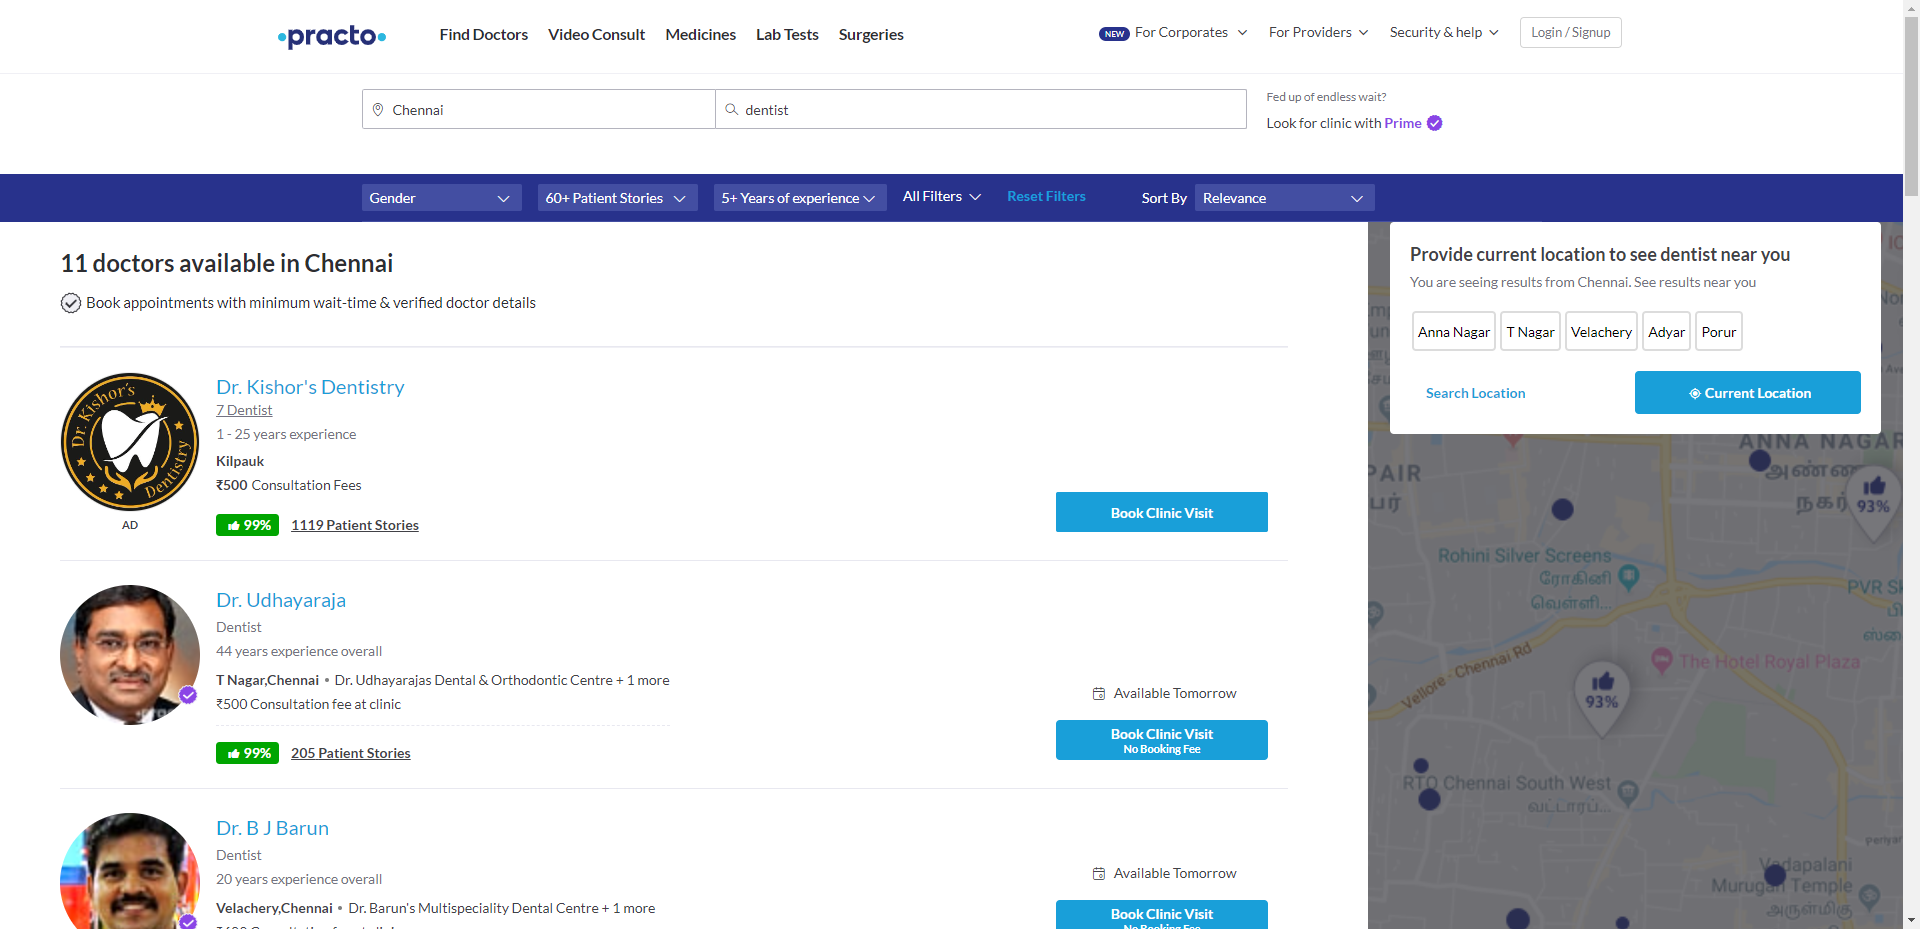 practo
Find Doctors
Video Consult
Medicines
Lab Tests
Surgeries
NEW For Corporates
For Providers
Security & help
Login / Signup
Chennai
dentist
Fed up of endless wait?
Look for clinic with Prime
Gender
60+ Patient Stories
5+ Years of experience
All Filters
Reset Filters
Sort By
Relevance
11 doctors available in Chennai
Book appointments with minimum wait-time & verified doctor details
Dr. Kishor's
Dentistry
AD
Dr. Kishor's Dentistry
7 Dentist
1 - 25 years experience
Kilpauk
₹500 Consultation Fees
99%
1119 Patient Stories
Book Clinic Visit
Dr. Udhayaraja
Dentist
44 years experience overall
T Nagar,Chennai • Dr. Udhayarajas Dental & Orthodontic Centre + 1 more
₹500 Consultation fee at clinic
99%
205 Patient Stories
Available Tomorrow
Book Clinic Visit
No Booking Fee
Dr. B J Barun
Dentist
20 years experience overall
Velachery,Chennai • Dr. Barun's Multispeciality Dental Centre + 1 more
Available Tomorrow
Book Clinic Visit
No Booking Fee
Provide current location to see dentist near you
You are seeing results from Chennai. See results near you
Anna Nagar
T Nagar
Velachery
Adyar
Porur
Search Location
Current Location
ANNA NAGAR
அண்ண
நகர்
93%
PAIR
பர்
Rohini Silver Screens
ரோகினி
வெள்ளி...
PVR SK
Vellore - Chennai Rd
The Hotel Royal Plaza
93%
RTO Chennai South West
வட்டாரப்...
Vadapalani
Murugan Temple
அருள்மிகு